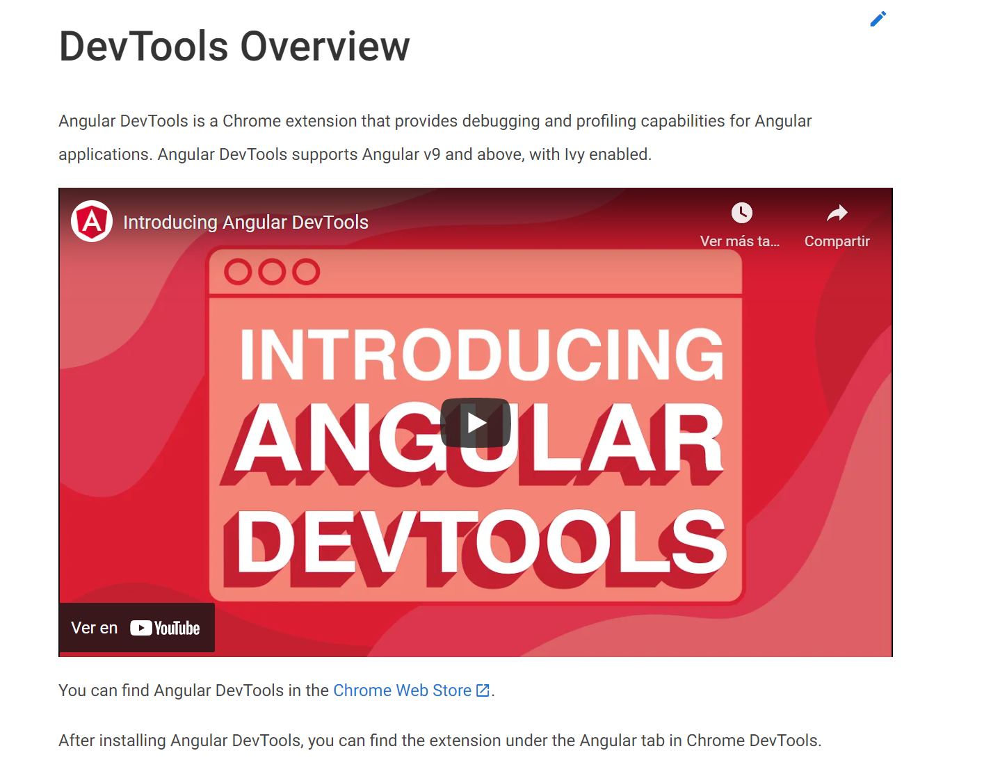 DevTools Overview
Angular DevTools is a Chrome extension that provides debugging and profiling capabilities for Angular
applications. Angular DevTools supports Angular v9 and above, with Ivy enabled.
A
Introducing Angular DevTools
Ver más ta...
Compartir
INTRODUCING
ANGULAR
DEVTOOLS
Ver en YouTube
You can find Angular DevTools in the Chrome Web Store.
After installing Angular DevTools, you can find the extension under the Angular tab in Chrome DevTools.